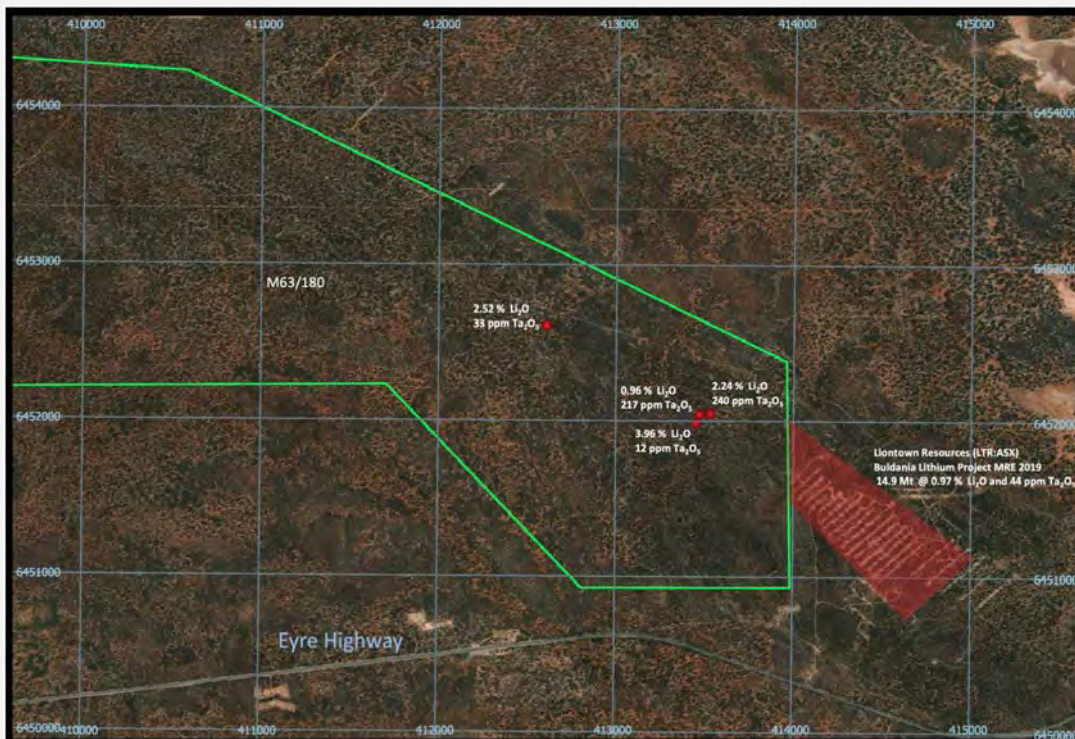 410000 411000 412000 413000 414000 415000
6454000 6454000
6453000 6453000
M63/180
2.52 % Li₂O
33 ppm Ta₂O₅
0.96 % Li₂O
217 ppm Ta₂O₅
2.24 % Li₂O
240 ppm Ta₂O₅
6452000 6452000
3.96 % Li₂O
12 ppm Ta₂O₅
Liontown Resources (LTR:ASX)
Buldania Lithium Project MRE 2019
14.9 Mt @ 0.97 % Li₂O and 44 ppm Ta₂O₅
6451000 6451000
Eyre Highway
6450000 6450000
410000 411000 412000 413000 414000 415000